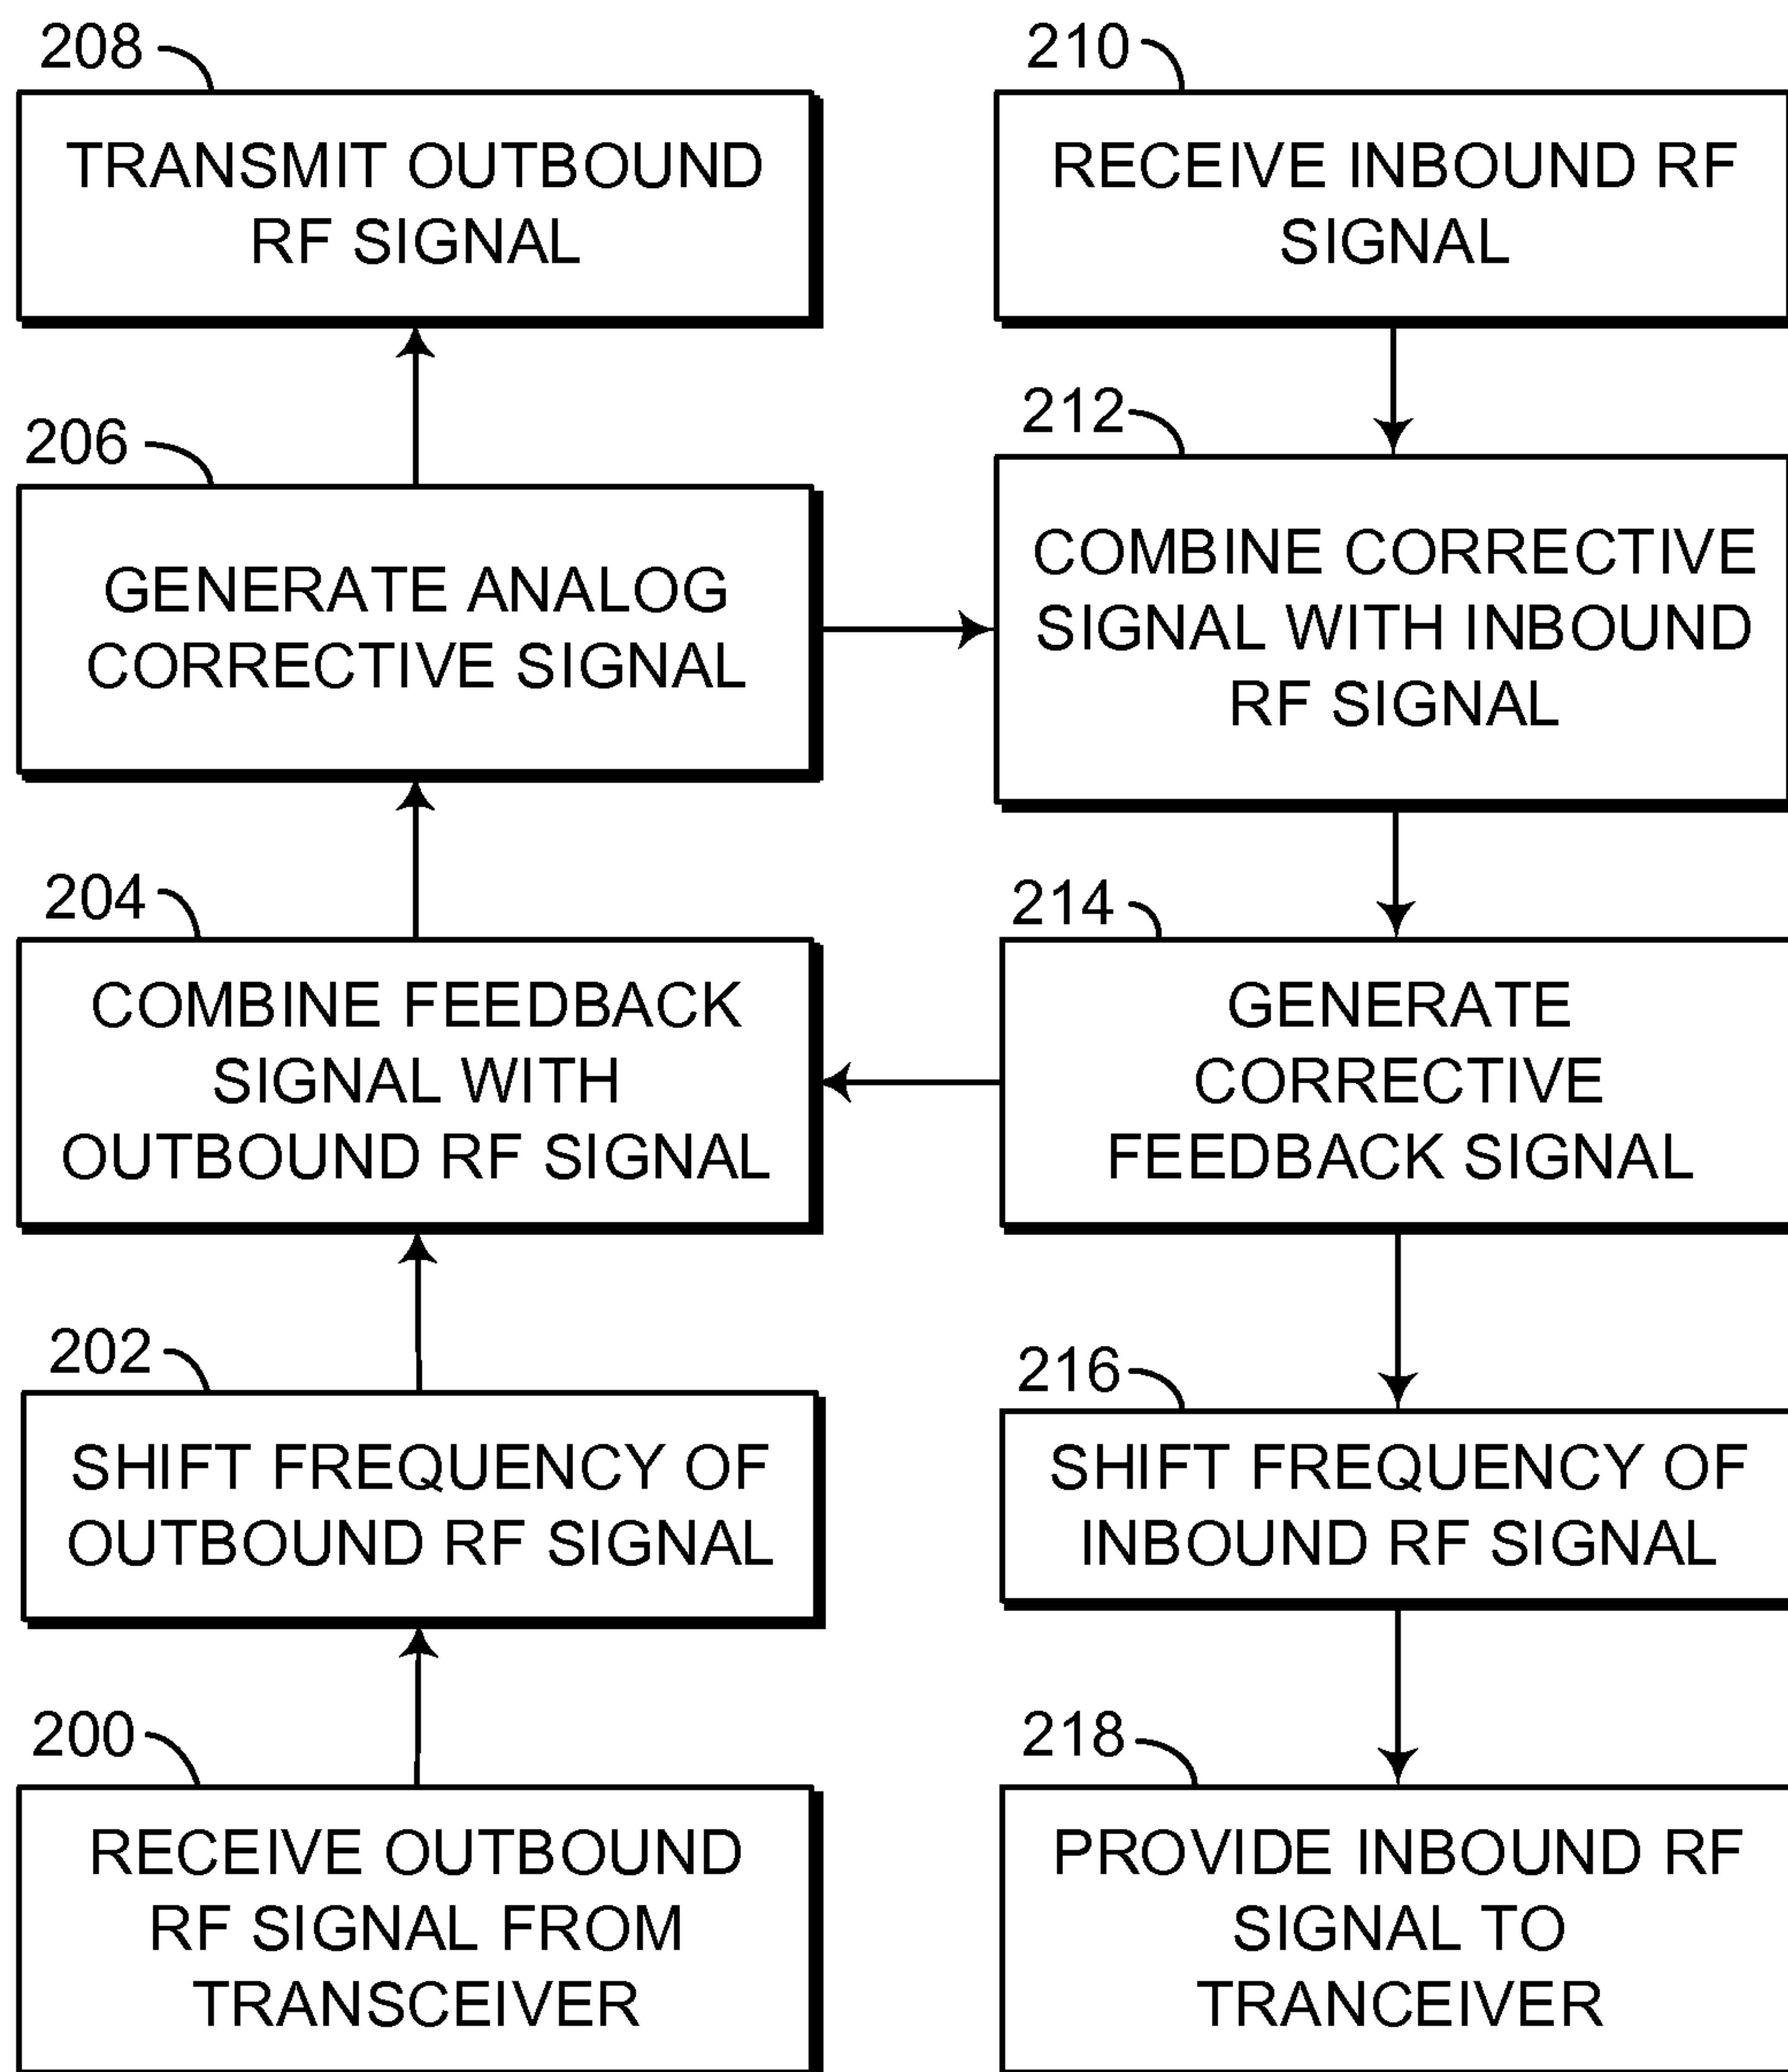 208
TRANSMIT OUTBOUND
RF SIGNAL
206
GENERATE ANALOG
CORRECTIVE SIGNAL
204
COMBINE FEEDBACK
SIGNAL WITH
OUTBOUND RF SIGNAL
202
SHIFT FREQUENCY OF
OUTBOUND RF SIGNAL
200
RECEIVE OUTBOUND
RF SIGNAL FROM
TRANSCEIVER
210
RECEIVE INBOUND RF
SIGNAL
212
COMBINE CORRECTIVE
SIGNAL WITH INBOUND
RF SIGNAL
214
GENERATE
CORRECTIVE
FEEDBACK SIGNAL
216
SHIFT FREQUENCY OF
INBOUND RF SIGNAL
218
PROVIDE INBOUND RF
SIGNAL TO
TRANCEIVER